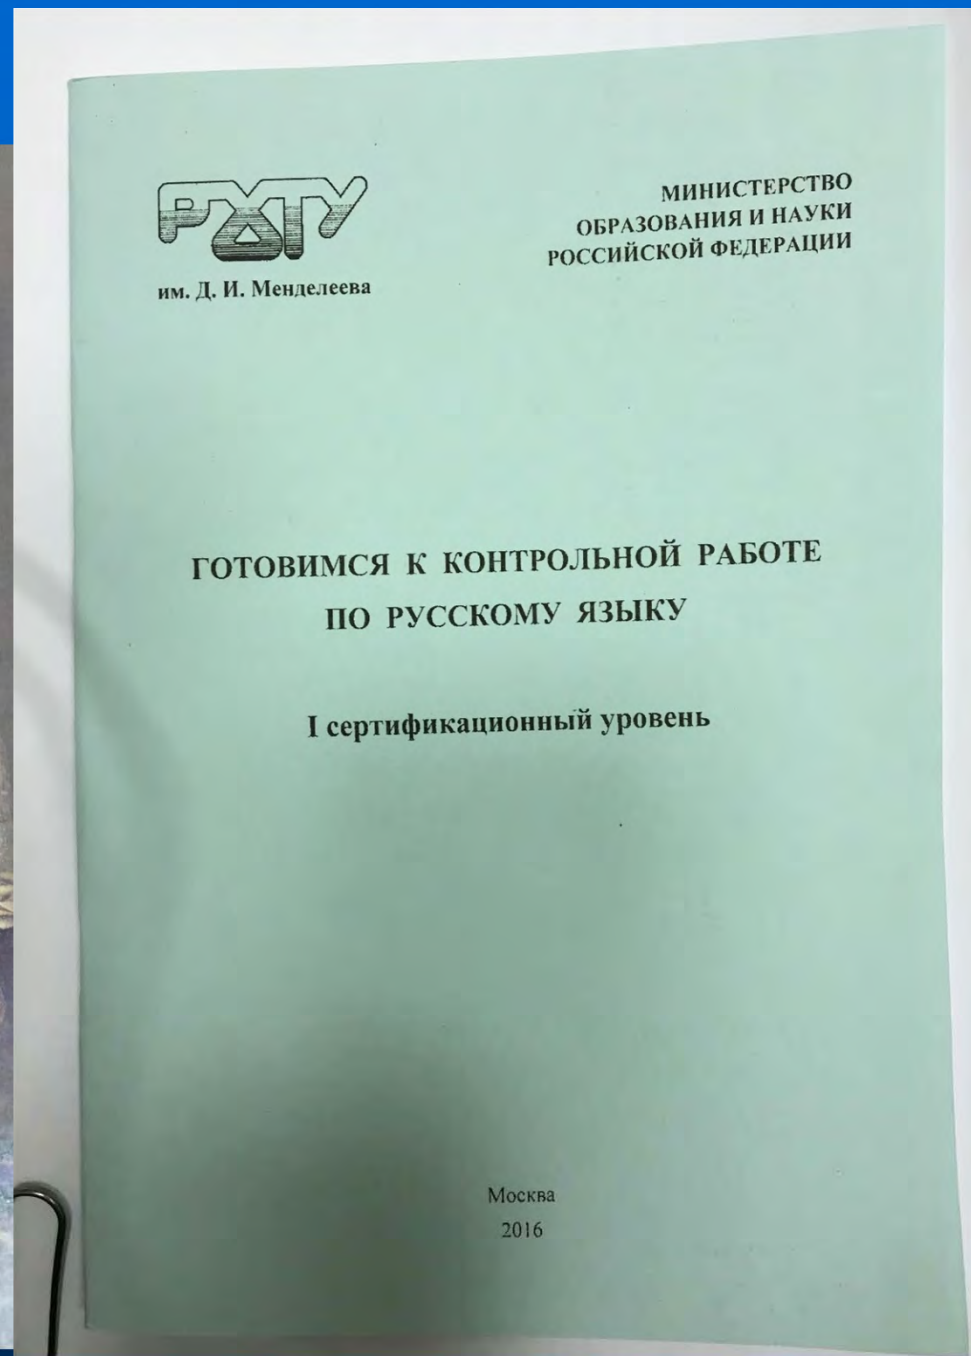 РХТУ
им. Д. И. Менделеева
МИНИСТЕРСТВО
ОБРАЗОВАНИЯ И НАУКИ
РОССИЙСКОЙ ФЕДЕРАЦИИ
ГОТОВИМСЯ К КОНТРОЛЬНОЙ РАБОТЕ
ПО РУССКОМУ ЯЗЫКУ
I сертификационный уровень
Москва
2016